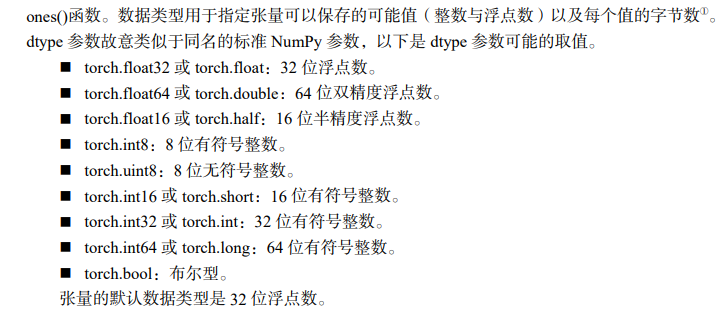 ones()函数。数据类型用于指定张量可以保存的可能值（整数与浮点数）以及每个值的字节数①。
dtype 参数故意类似于同名的标准 NumPy 参数，以下是 dtype 参数可能的取值。
■ torch.float32 或 torch.float：32 位浮点数。
■ torch.float64 或 torch.double：64 位双精度浮点数。
■ torch.float16 或 torch.half：16 位半精度浮点数。
■ torch.int8：8 位有符号整数。
■ torch.uint8：8 位无符号整数。
■ torch.int16 或 torch.short：16 位有符号整数。
■ torch.int32 或 torch.int：32 位有符号整数。
■ torch.int64 或 torch.long：64 位有符号整数。
■ torch.bool：布尔型。
张量的默认数据类型是 32 位浮点数。